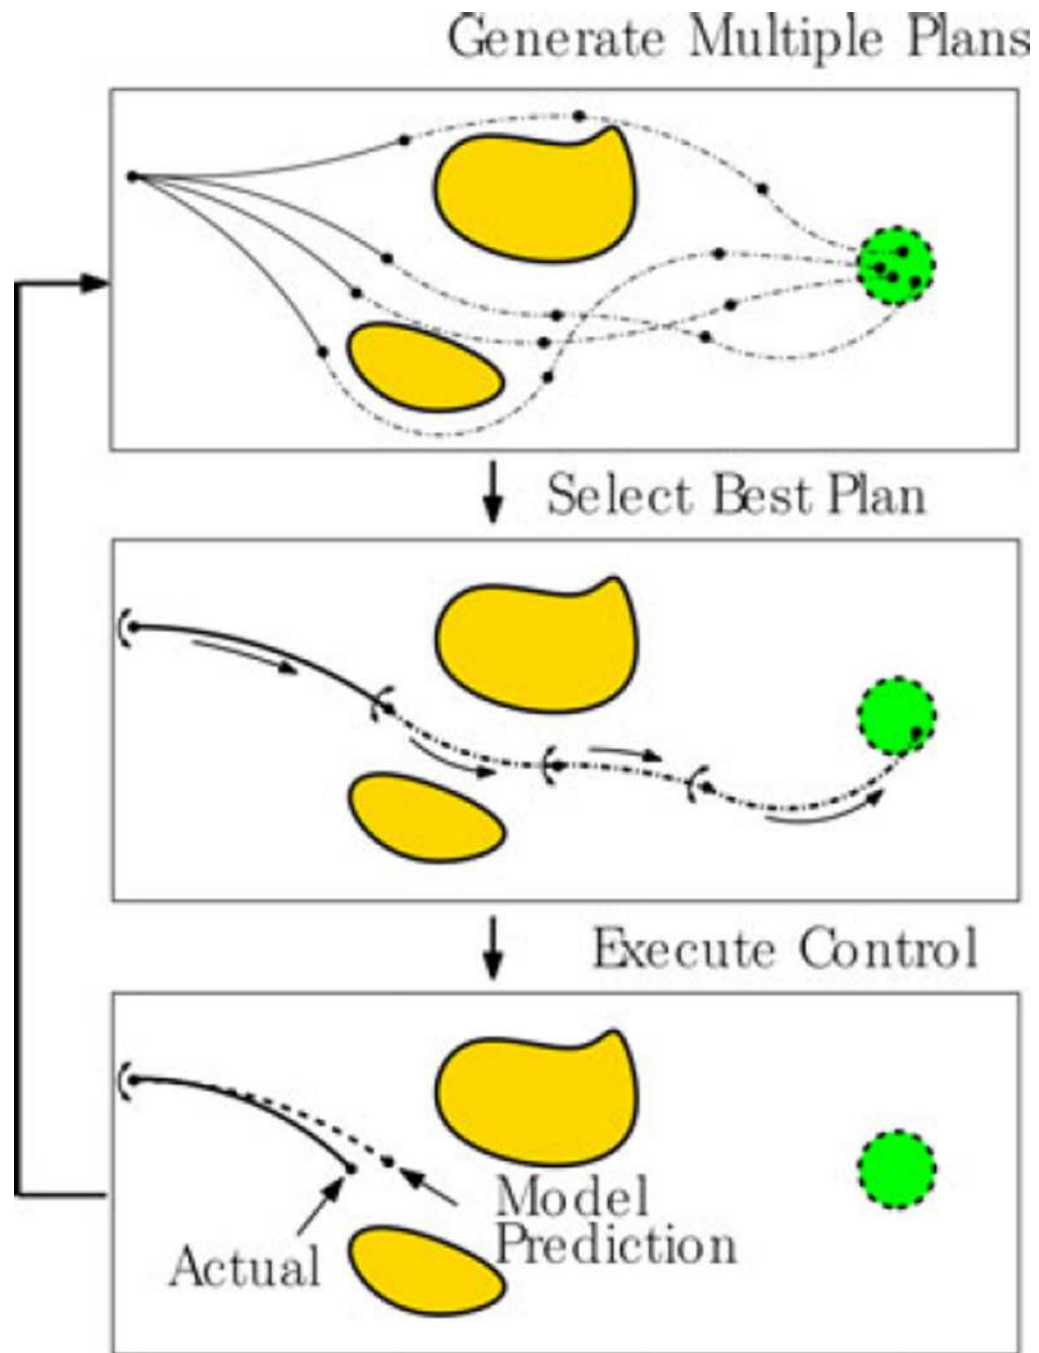 Generate Multiple Plans
Select Best Plan
Execute Control
Model
Prediction
Actual